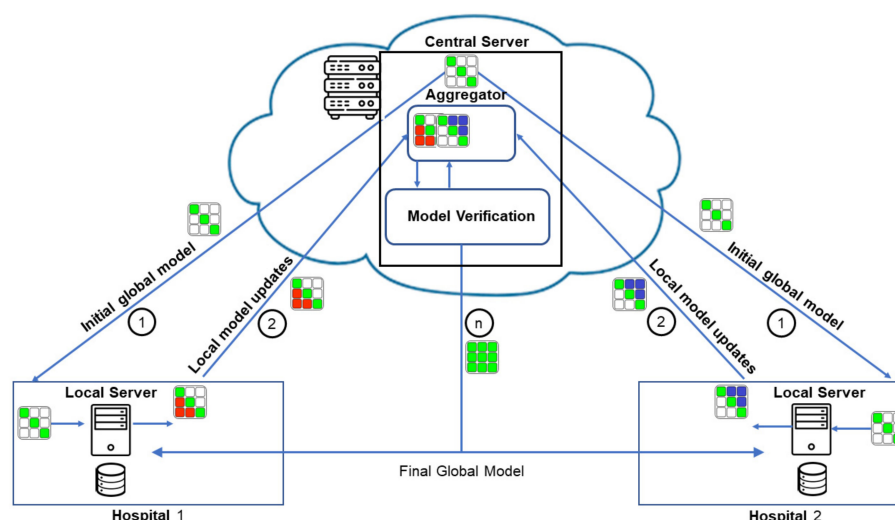 Central Server
Aggregator
Model Verification
Initial global model
1
Local model updates
2
n
Local model updates
2
Initial global model
1
Local Server
Local Server
Final Global Model
Hospital 1
Hospital 2